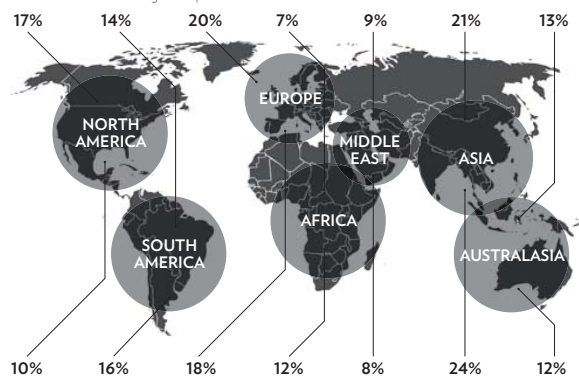 17% 14% 20% 7% 9% 21% 13%
EUROPE
NORTH
AMERICA
MIDDLE
EAST
ASIA
AFRICA
SOUTH
AMERICA
AUSTRALASIA
10% 16% 18% 12% 8% 24% 12%